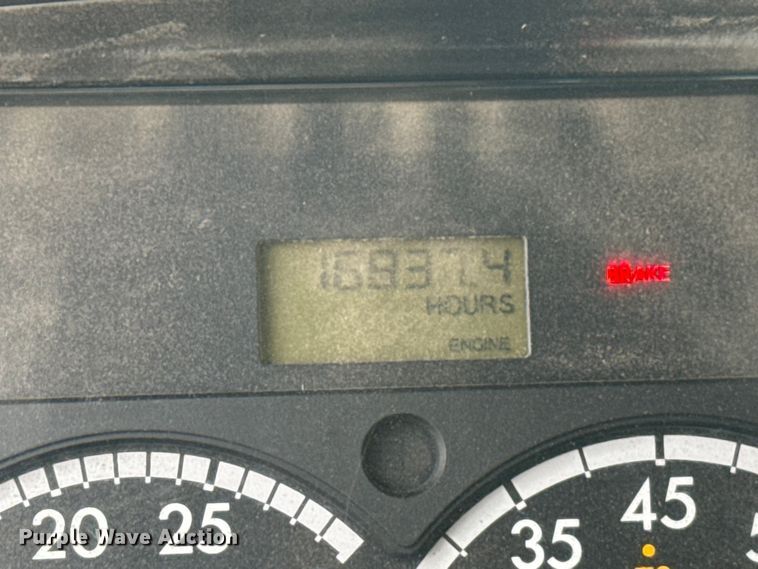 16937.4
HOURS
BRAKE
ENGINE
20 25
35 45
Purple Wave Auction